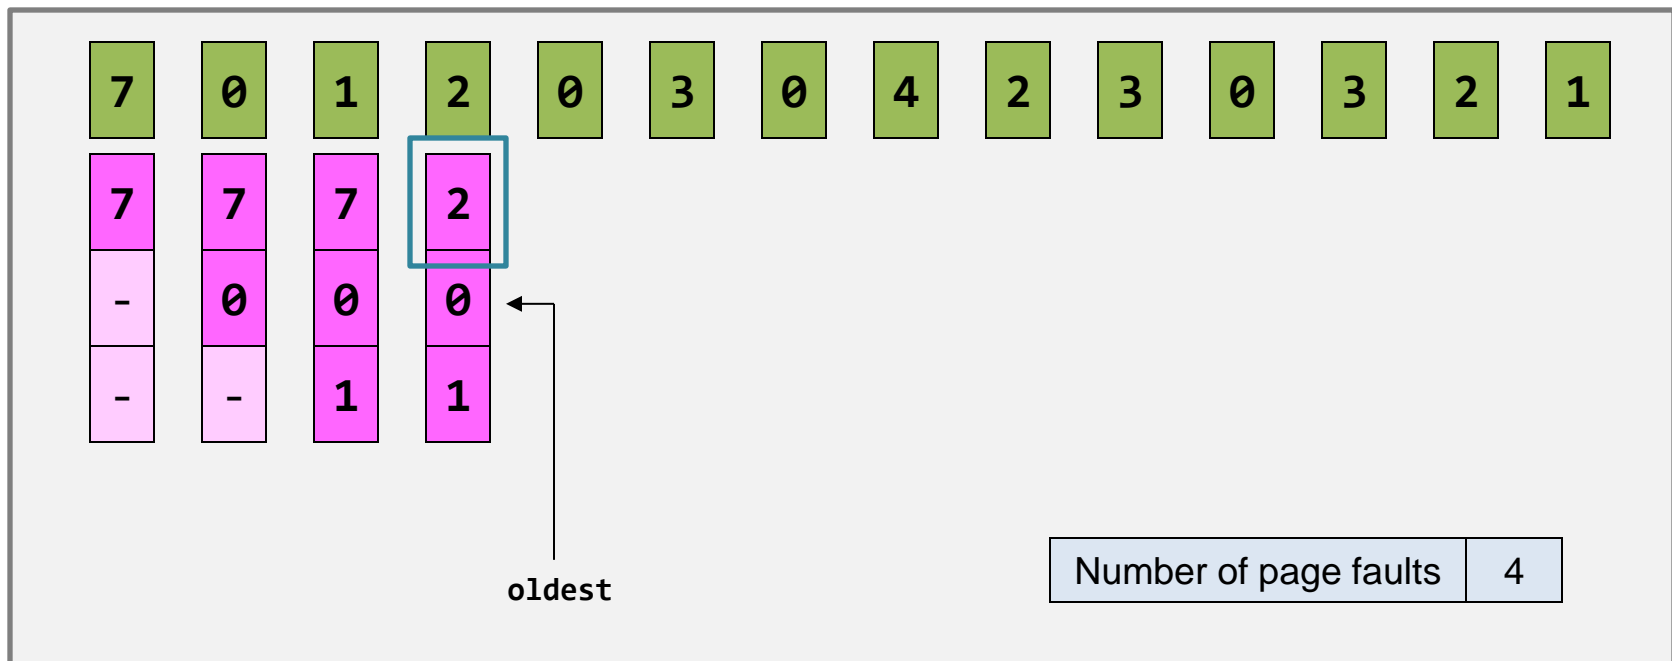 7 0 1 2 0 3 0 4 2 3 0 3 2 1
7 7 7 2
- 0 0 0
- - 1 1
Number of page faults 4
oldest